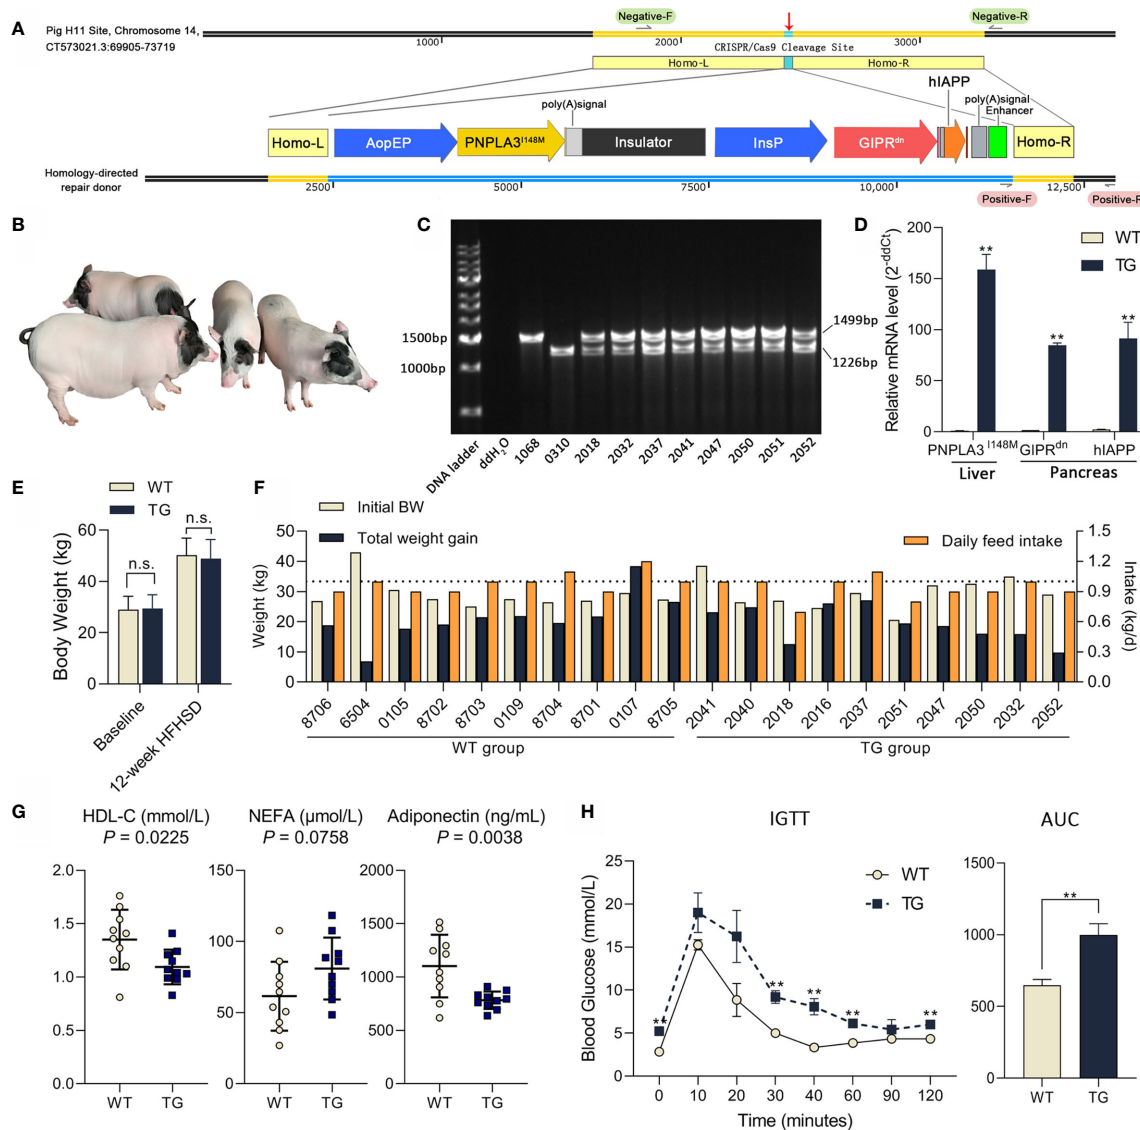 A
Pig H11 Site, Chromosome 14,
CT573021.3:69905-73719
Negative-F
Negative-R
1000
2000
3000
CRISPR/Cas9 Cleavage Site
Homo-L
Homo-R
hIAPP
poly(A)signal
poly(A)signal
Enhancer
Homo-L
AopEP
PNPLA3I148M
Insulator
InsP
GIPRdn
Homo-R
Homology-directed
repair donor
2500
5000
7500
10,000
12,500
Positive-F
Positive-R
B
C
1500bp
1000bp
1499bp
1226bp
DNA ladder
ddH2O
1068
0310
2018
2032
2037
2041
2047
2050
2051
2052
D
WT
TG
Relative mRNA level (2-ddCt)
200
150
100
50
0
**
**
**
PNPLA3 I148M
GIPRdn
hIAPP
Liver
Pancreas
E
WT
TG
n.s.
n.s.
Body Weight (kg)
60
40
20
0
Baseline
12-week HFHSD
F
Initial BW
Total weight gain
Daily feed intake
Weight (kg)
50
40
30
20
10
0
Intake (kg/d)
1.5
1.2
0.9
0.6
0.3
0.0
8706
6504
0105
8702
8703
0109
8704
8701
0107
8705
2041
2040
2018
2016
2037
2051
2047
2050
2032
2052
WT group
TG group
G
HDL-C (mmol/L)
P = 0.0225
2.0
1.5
1.0
0.5
0.0
WT
TG
NEFA (µmol/L)
P = 0.0758
150
100
50
0
WT
TG
Adiponectin (ng/mL)
P = 0.0038
2000
1500
1000
500
0
WT
TG
H
IGTT
WT
TG
Blood Glucose (mmol/L)
25
20
15
10
5
0
**
**
**
**
**
0
10
20
30
40
60
90
120
Time (minutes)
AUC
1500
1000
500
0
**
WT
TG